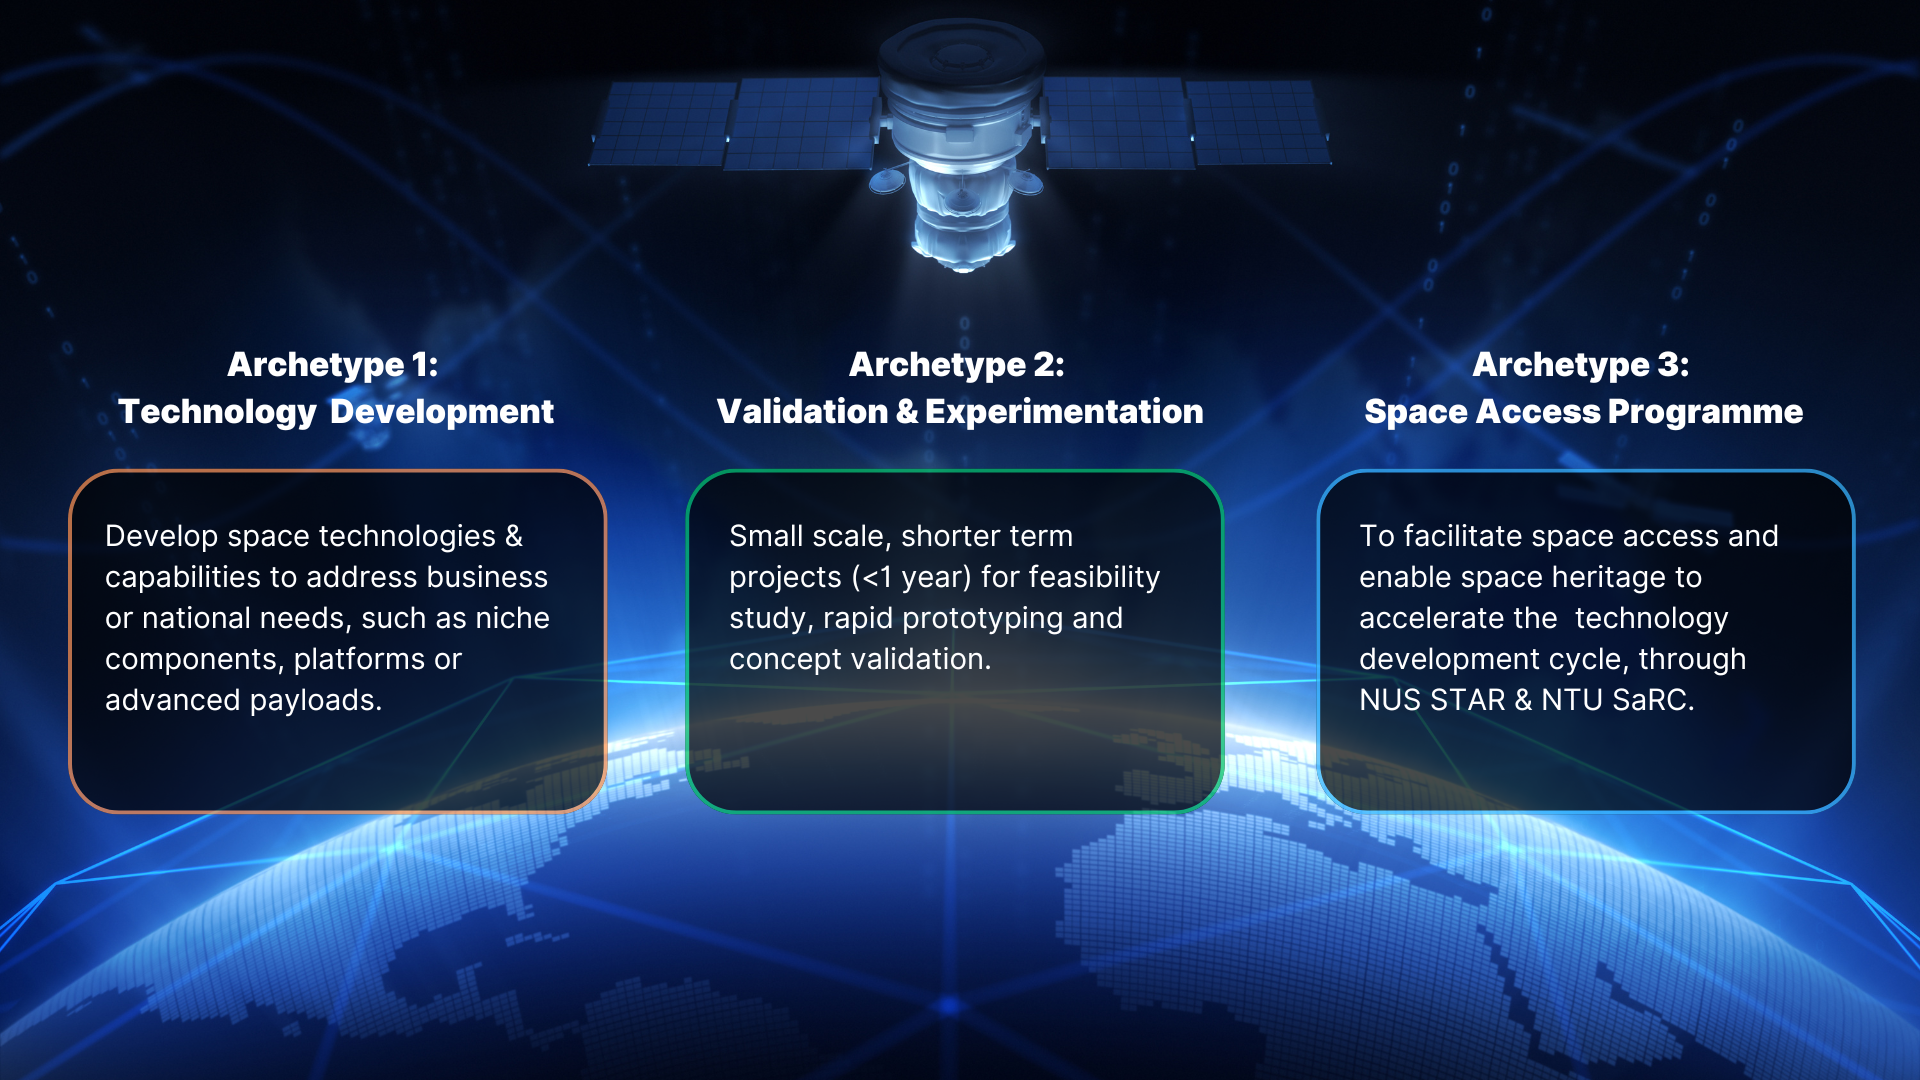 Archetype 1:
Technology Development
Develop space technologies &
capabilities to address business
or national needs, such as niche
components, platforms or
advanced payloads.
Archetype 2:
Validation & Experimentation
Small scale, shorter term
projects (<1 year) for feasibility
study, rapid prototyping and
concept validation.
Archetype 3:
Space Access Programme
To facilitate space access and
enable space heritage to
accelerate the  technology
development cycle, through
NUS STAR & NTU SaRC.